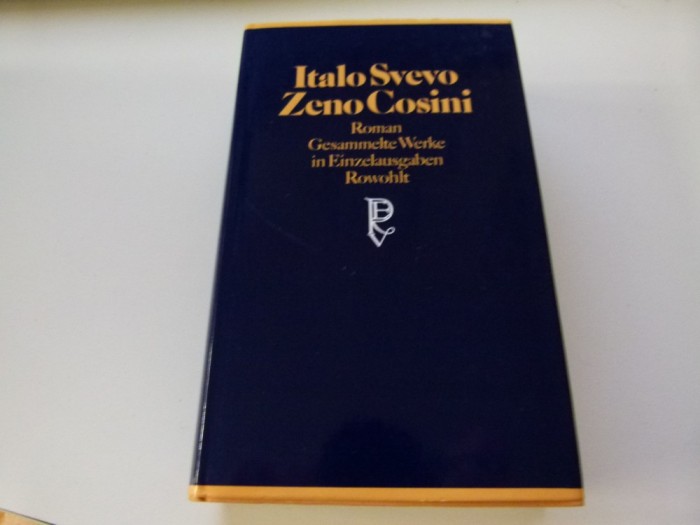 Italo Svevo
Zeno Cosini
Roman
Gesammelte Werke
in Einzelausgaben
Rowohlt